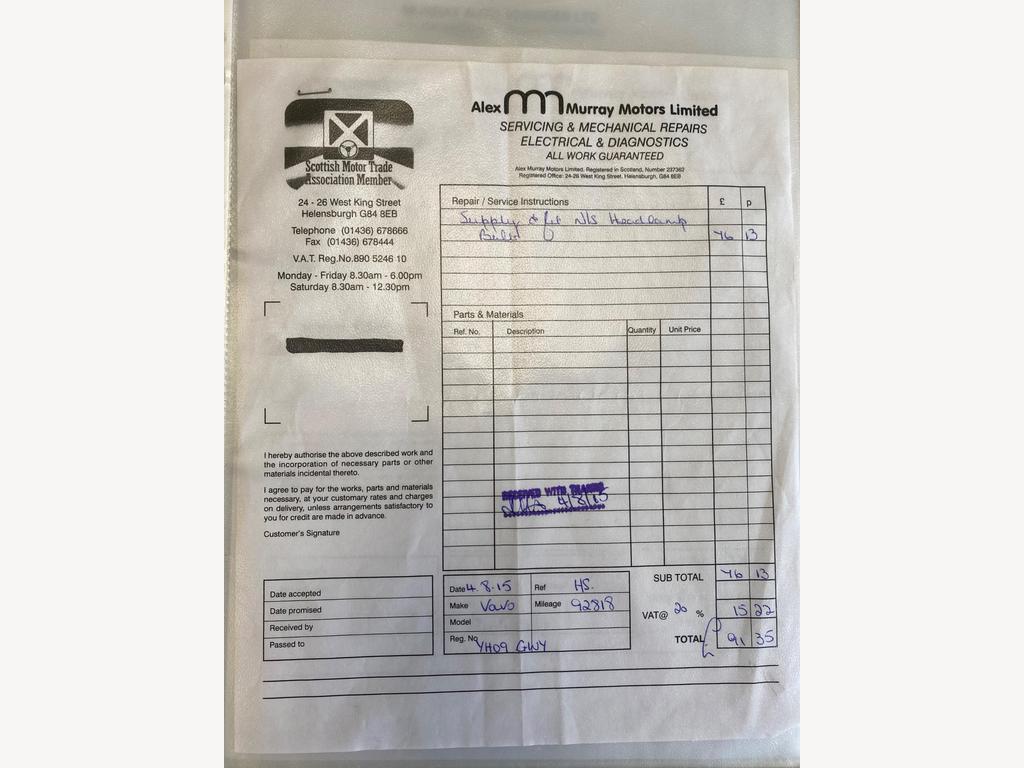 Alex Murray Motors Limited
SERVICING & MECHANICAL REPAIRS
ELECTRICAL & DIAGNOSTICS
ALL WORK GUARANTEED
Alex Murray Motors Limited. Registered in Scotland, Number 237362
Registered Office: 24-26 West King Street, Helensburgh, G84 8EB
Scottish Motor Trade
Association Member
24 - 26 West King Street
Helensburgh G84 8EB
Telephone (01436) 678666
Fax (01436) 678444
V.A.T. Reg.No.890 5246 10
Monday - Friday 8.30am - 6.00pm
Saturday 8.30am - 12.30pm
I hereby authorise the above described work and
the incorporation of necessary parts or other
materials incidental thereto.
I agree to pay for the works, parts and materials
necessary, at your customary rates and charges
on delivery, unless arrangements satisfactory to
you for credit are made in advance.
Customer's Signature
Repair / Service Instructions £ p
Supply & fit N/S Headlamp
Bulb 76 13
Parts & Materials
Ref. No. Description Quantity Unit Price
RECEIVED WITH THANKS
4/8/15
Date accepted
Date promised
Received by
Passed to
Date 4.8.15 Ref HS.
Make Volvo Mileage 92818
Model
Reg. No. YH09 GWY
SUB TOTAL 76 13
VAT@ 20 % 15 22
TOTAL £ 91 35